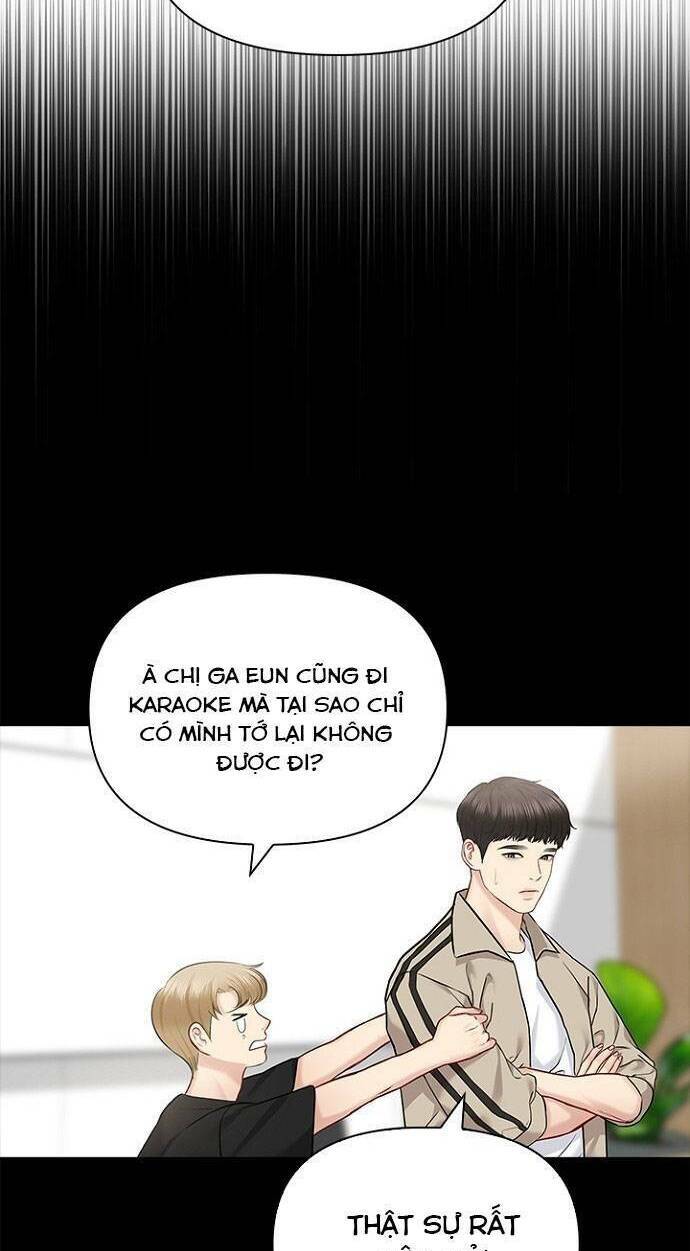 À CHỊ GA EUN CŨNG ĐI
KARAOKE MÀ TẠI SAO CHỈ
CÓ MÌNH TỚ LẠI KHÔNG
ĐƯỢC ĐI?
THẬT SỰ RẤT